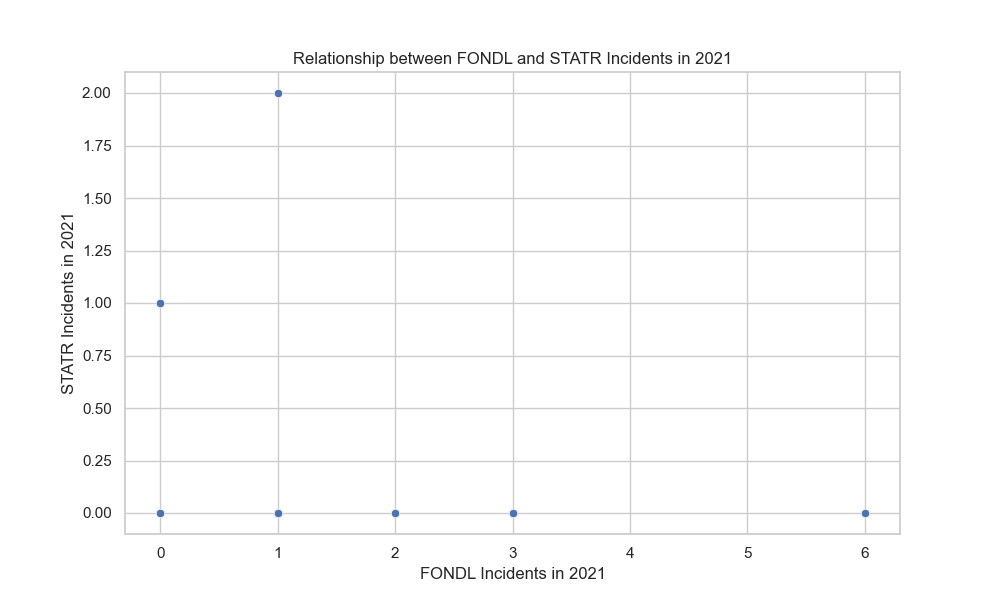 Relationship between FONDL and STATR Incidents in 2021
STATR Incidents in 2021
2.00
1.75
1.50
1.25
1.00
0.75
0.50
0.25
0.00
0 1 2 3 4 5 6
FONDL Incidents in 2021